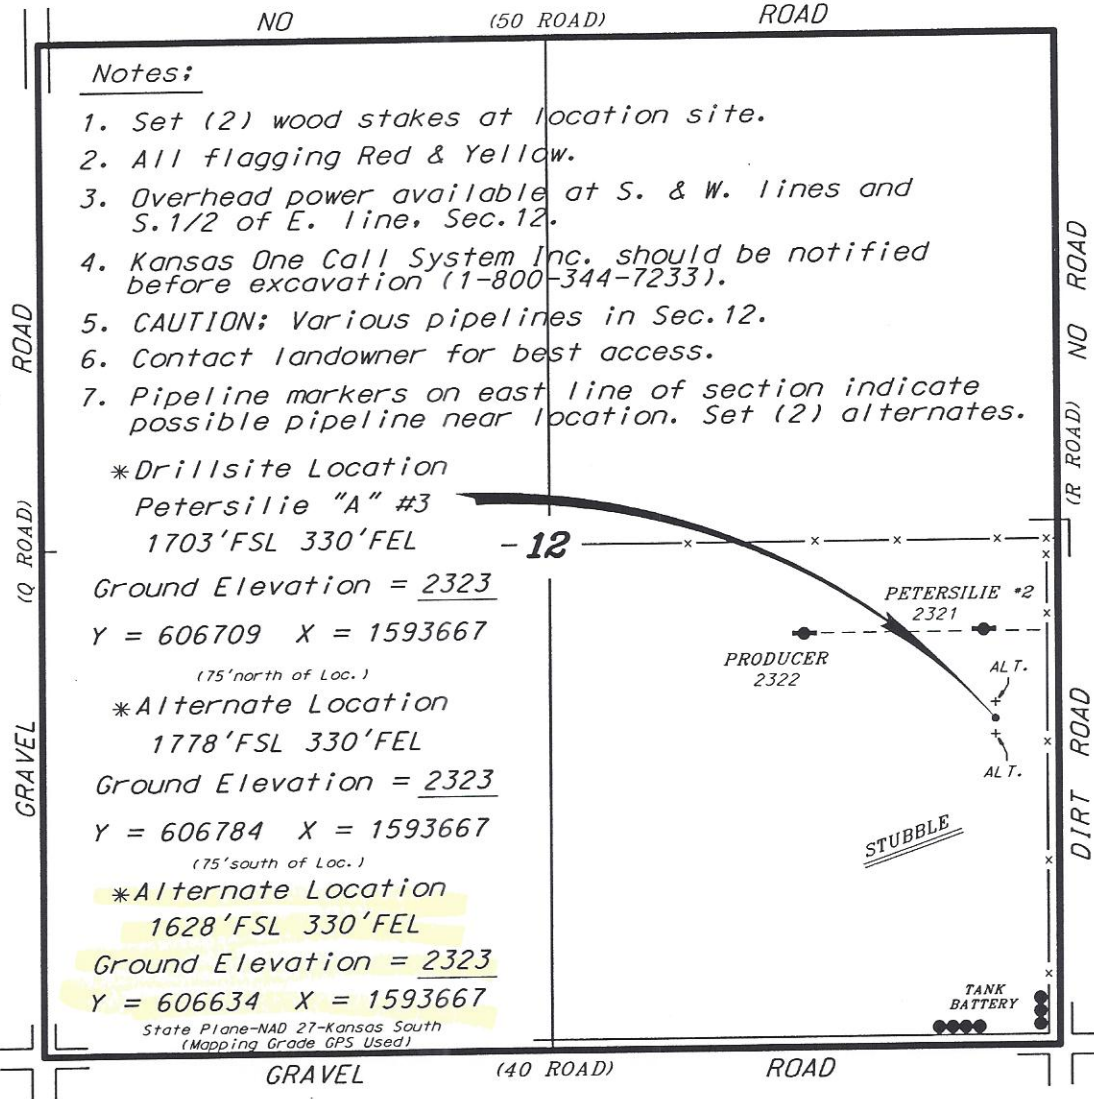 NO (50 ROAD) ROAD
Notes:
1. Set (2) wood stakes at location site.
2. All flagging Red & Yellow.
3. Overhead power available at S. & W. lines and
S.1/2 of E. line, Sec.12.
4. Kansas One Call System Inc. should be notified
before excavation (1-800-344-7233).
5. CAUTION: Various pipelines in Sec.12.
6. Contact landowner for best access.
7. Pipeline markers on east line of section indicate
possible pipeline near location. Set (2) alternates.
*Drillsite Location
Petersilie "A" #3
1703'FSL 330'FEL
Ground Elevation = 2323
Y = 606709 X = 1593667
(75'north of Loc.)
*Alternate Location
1778'FSL 330'FEL
Ground Elevation = 2323
Y = 606784 X = 1593667
(75'south of Loc.)
*Alternate Location
1628'FSL 330'FEL
Ground Elevation = 2323
Y = 606634 X = 1593667
State Plane-NAD 27-Kansas South
(Mapping Grade GPS Used)
-12
PETERSILIE #2
2321
PRODUCER
2322
ALT.
ALT.
STUBBLE
TANK
BATTERY
GRAVEL (Q ROAD) ROAD
DIRT ROAD (R ROAD) NO ROAD
GRAVEL (40 ROAD) ROAD